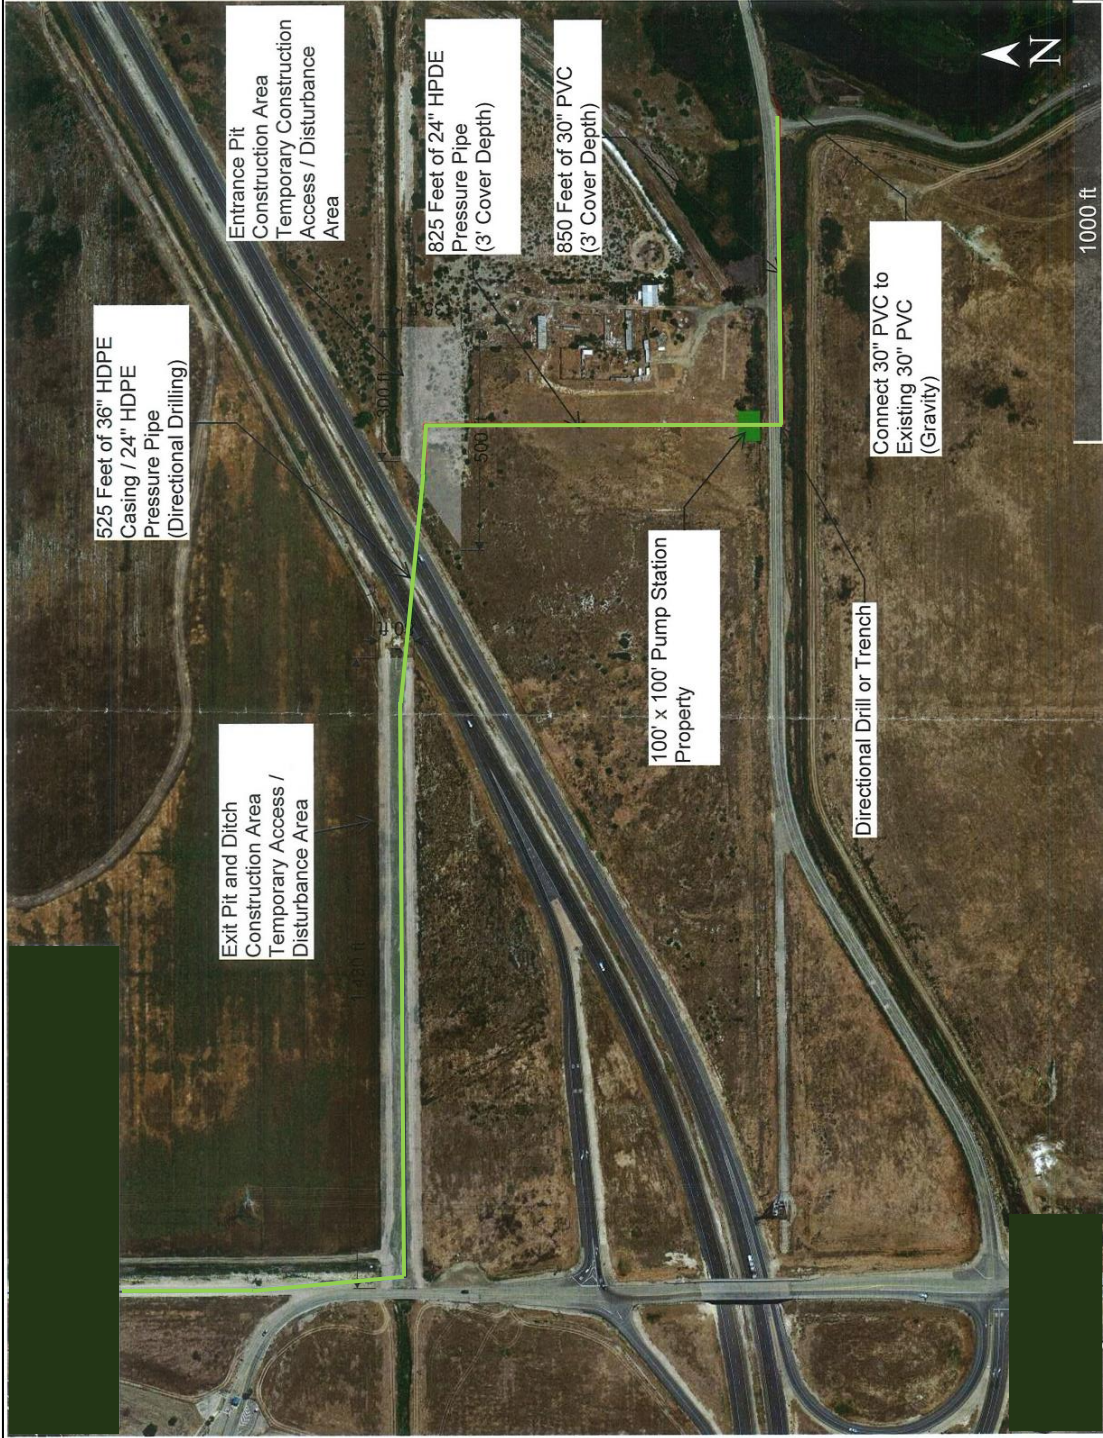 525 Feet of 36" HDPE
Casing / 24" HDPE
Pressure Pipe
(Directional Drilling)
Exit Pit and Ditch
Construction Area
Temporary Access /
Disturbance Area
Entrance Pit
Construction Area
Temporary Construction
Access / Disturbance
Area
300 ft
500
825 Feet of 24" HPDE
Pressure Pipe
(3' Cover Depth)
850 Feet of 30" PVC
(3' Cover Depth)
100' x 100' Pump Station
Property
Directional Drill or Trench
Connect 30" PVC to
Existing 30" PVC
(Gravity)
N
1000 ft